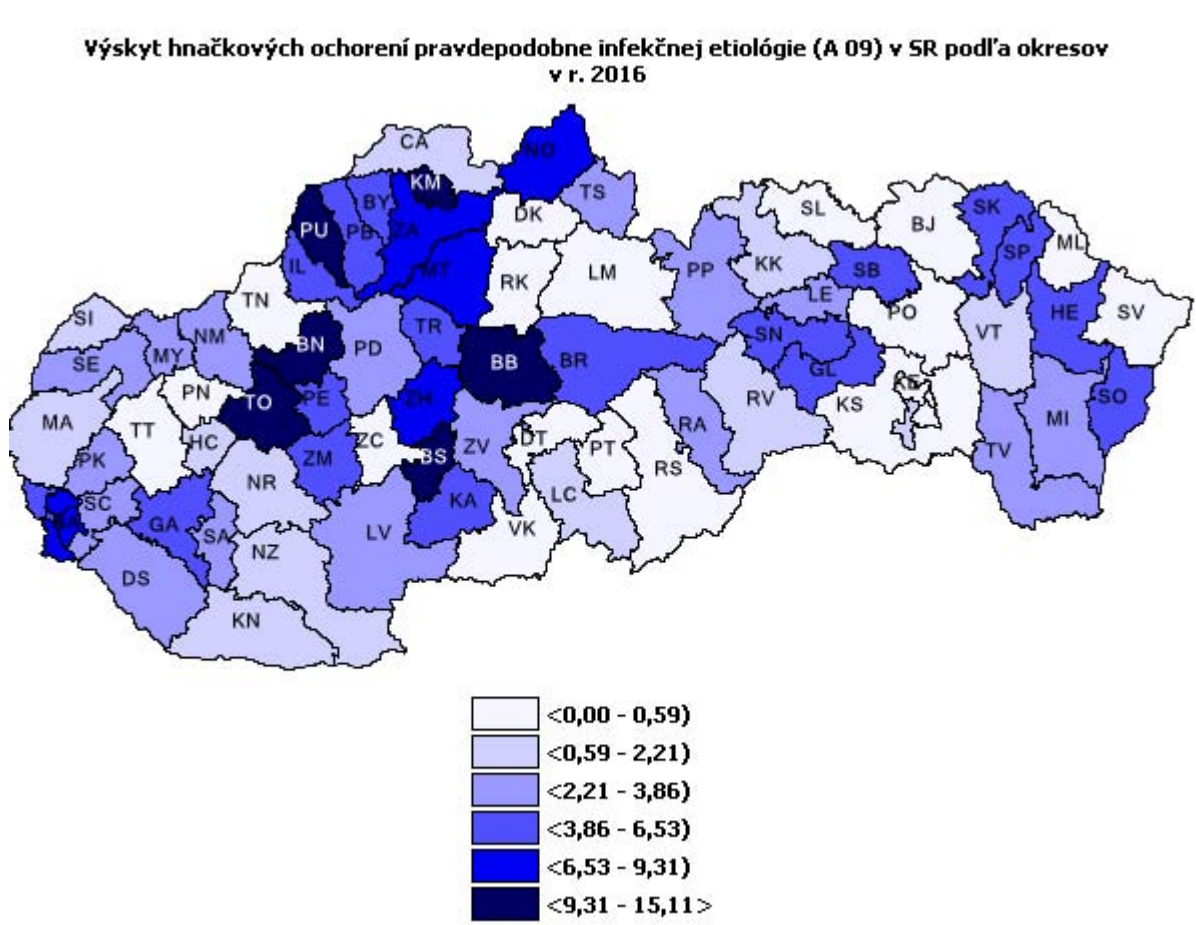 Výskyt hnačkových ochorení pravdepodobne infekčnej etiológie (A 09) v SR podľa okresov
v r. 2016
CA
NO
KM
TS
BY
DK
PU
PB
ZA
SL
BJ
SK
ML
SP
IL
MT
RK
LM
PP
KK
SB
TN
LE
PO
HE
SV
SI
TR
SN
VT
NM
BN
PD
BB
BR
GL
SE
MY
KE
PN
TO
PE
ZH
RV
KS
SO
MA
TT
HC
ZC
ZV
DT
PT
RA
MI
PK
ZM
BS
RS
TV
NR
LC
SC
GA
KA
SA
LV
VK
NZ
DS
KN
<0,00 - 0,59)
<0,59 - 2,21)
<2,21 - 3,86)
<3,86 - 6,53)
<6,53 - 9,31)
<9,31 - 15,11>